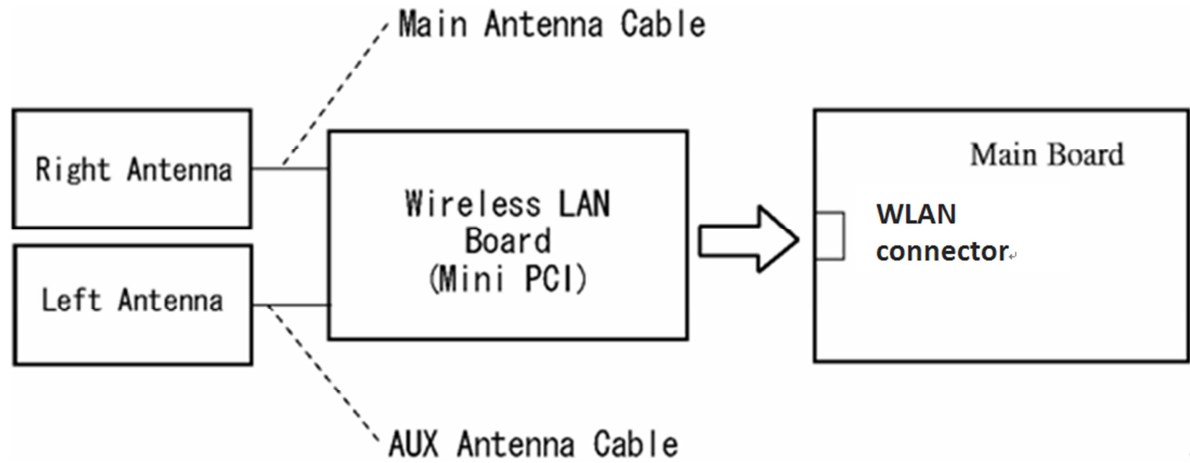 Main Antenna Cable
Right Antenna
Left Antenna
Wireless LAN
Board
(Mini PCI)
AUX Antenna Cable
Main Board
WLAN
connector